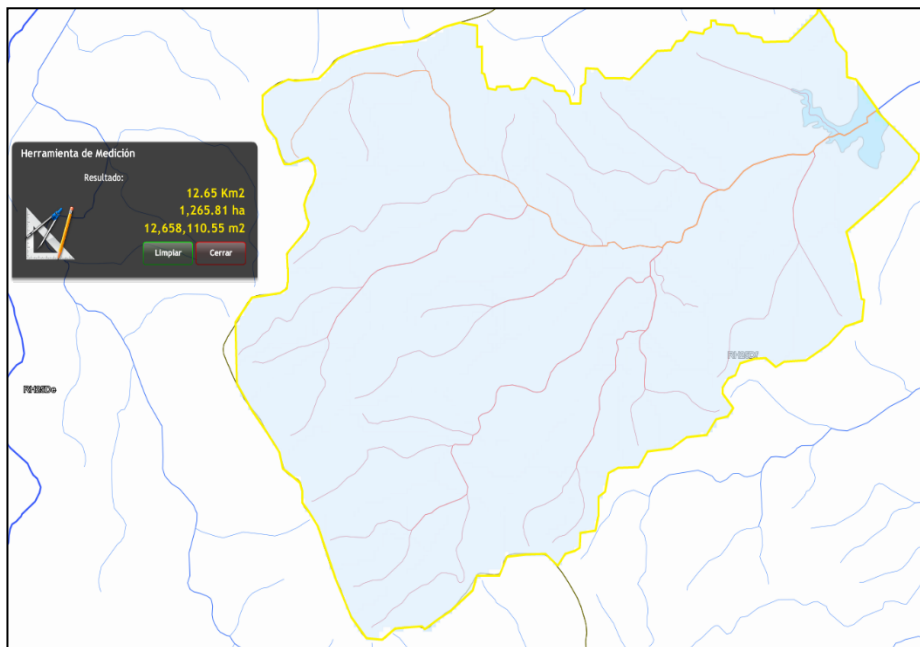 Herramienta de Medición
Resultado:
12.65 Km2
1,265.81 ha
12,658,110.55 m2
Limpiar
Cerrar